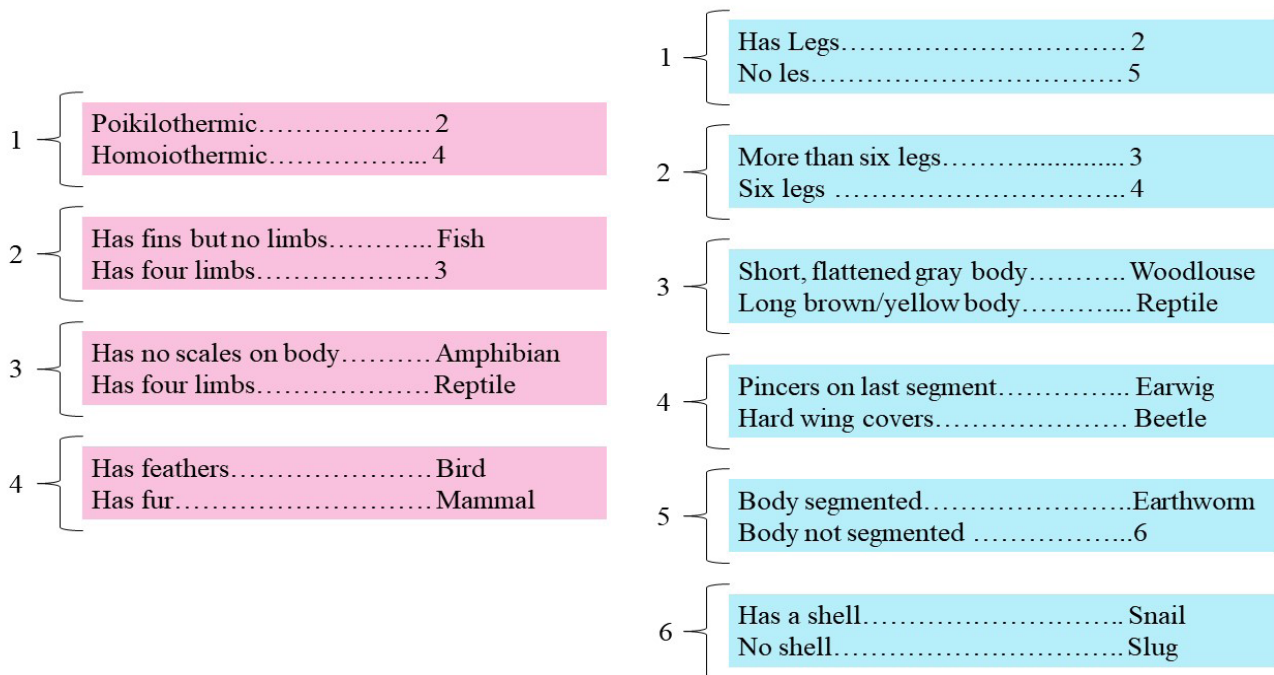 1
Poikilothermic……………… 2
Homoiothermic……………... 4
2
Has fins but no limbs……... Fish
Has four limbs……………… 3
3
Has no scales on body……… Amphibian
Has four limbs……………… Reptile
4
Has feathers………………… Bird
Has fur……………………… Mammal
1
Has Legs………………………… 2
No les…………………………… 5
2
More than six legs………............. 3
Six legs ……………………….. 4
3
Short, flattened gray body ……….. Woodlouse
Long brown/yellow body………... Reptile
4
Pincers on last segment…………... Earwig
Hard wing covers………………… Beetle
5
Body segmented…………………..Earthworm
Body not segmented ……………...6
6
Has a shell……………………….. Snail
No shell………………………….. Slug